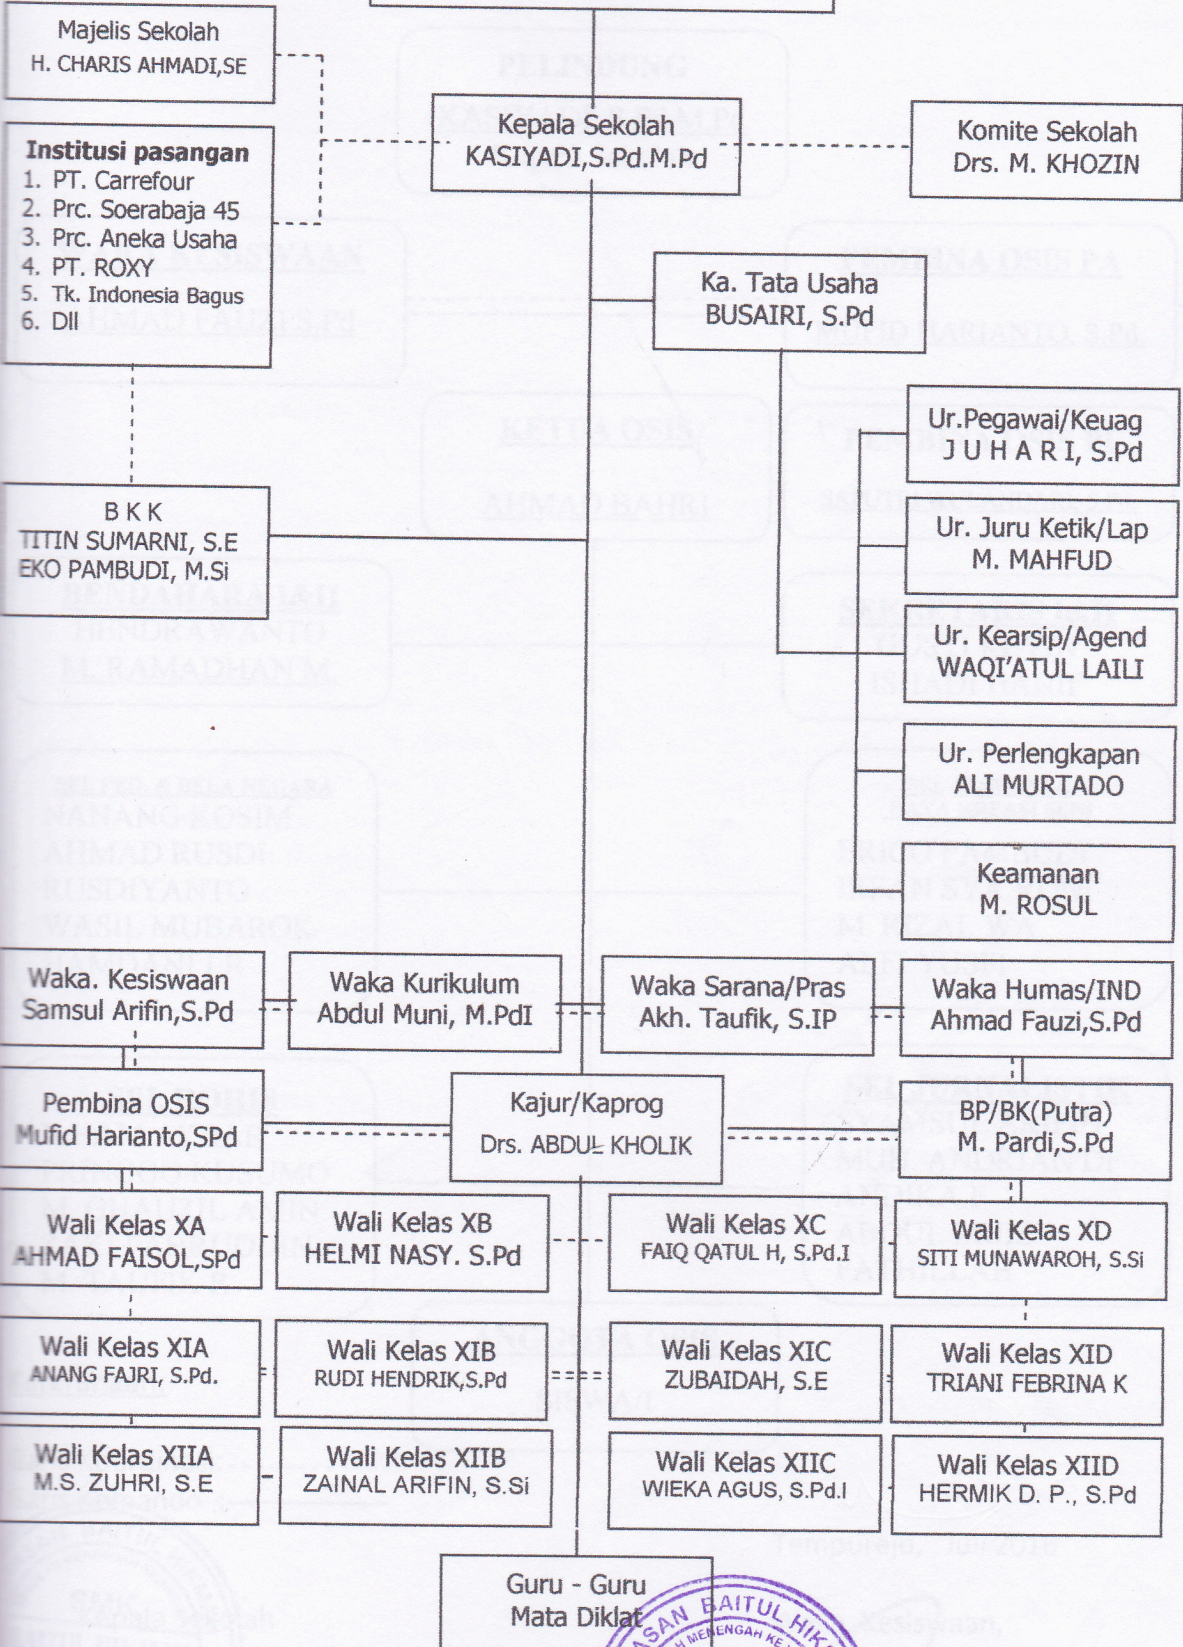 Majelis Sekolah
H. CHARIS AHMADI,SE
Kepala Sekolah
KASIYADI,S.Pd.M.Pd
Komite Sekolah
Drs. M. KHOZIN
Institusi pasangan
1. PT. Carrefour
2. Prc. Soerabaja 45
3. Prc. Aneka Usaha
4. PT. ROXY
5. Tk. Indonesia Bagus
6. Dll
Ka. Tata Usaha
BUSAIRI, S.Pd
Ur.Pegawai/Keuag
J U H A R I, S.Pd
B K K
TITIN SUMARNI, S.E
EKO PAMBUDI, M.Si
Ur. Juru Ketik/Lap
M. MAHFUD
Ur. Kearsip/Agend
WAQI'ATUL LAILI
Ur. Perlengkapan
ALI MURTADO
Keamanan
M. ROSUL
Waka. Kesiswaan
Samsul Arifin,S.Pd
Waka Kurikulum
Abdul Muni, M.PdI
Waka Sarana/Pras
Akh. Taufik, S.IP
Waka Humas/IND
Ahmad Fauzi,S.Pd
Pembina OSIS
Mufid Harianto,SPd
Kajur/Kaprog
Drs. ABDUL KHOLIK
BP/BK(Putra)
M. Pardi,S.Pd
Wali Kelas XA
AHMAD FAISOL,SPd
Wali Kelas XB
HELMI NASY. S.Pd
Wali Kelas XC
FAIQ QATUL H, S.Pd.I
Wali Kelas XD
SITI MUNAWAROH, S.Si
Wali Kelas XIA
ANANG FAJRI, S.Pd.
Wali Kelas XIB
RUDI HENDRIK,S.Pd
Wali Kelas XIC
ZUBAIDAH, S.E
Wali Kelas XID
TRIANI FEBRINA K
Wali Kelas XIIA
M.S. ZUHRI, S.E
Wali Kelas XIIB
ZAINAL ARIFIN, S.Si
Wali Kelas XIIC
WIEKA AGUS, S.Pd.I
Wali Kelas XIID
HERMIK D. P., S.Pd
Guru - Guru
Mata Diklat
BAITUL
MENENGAH